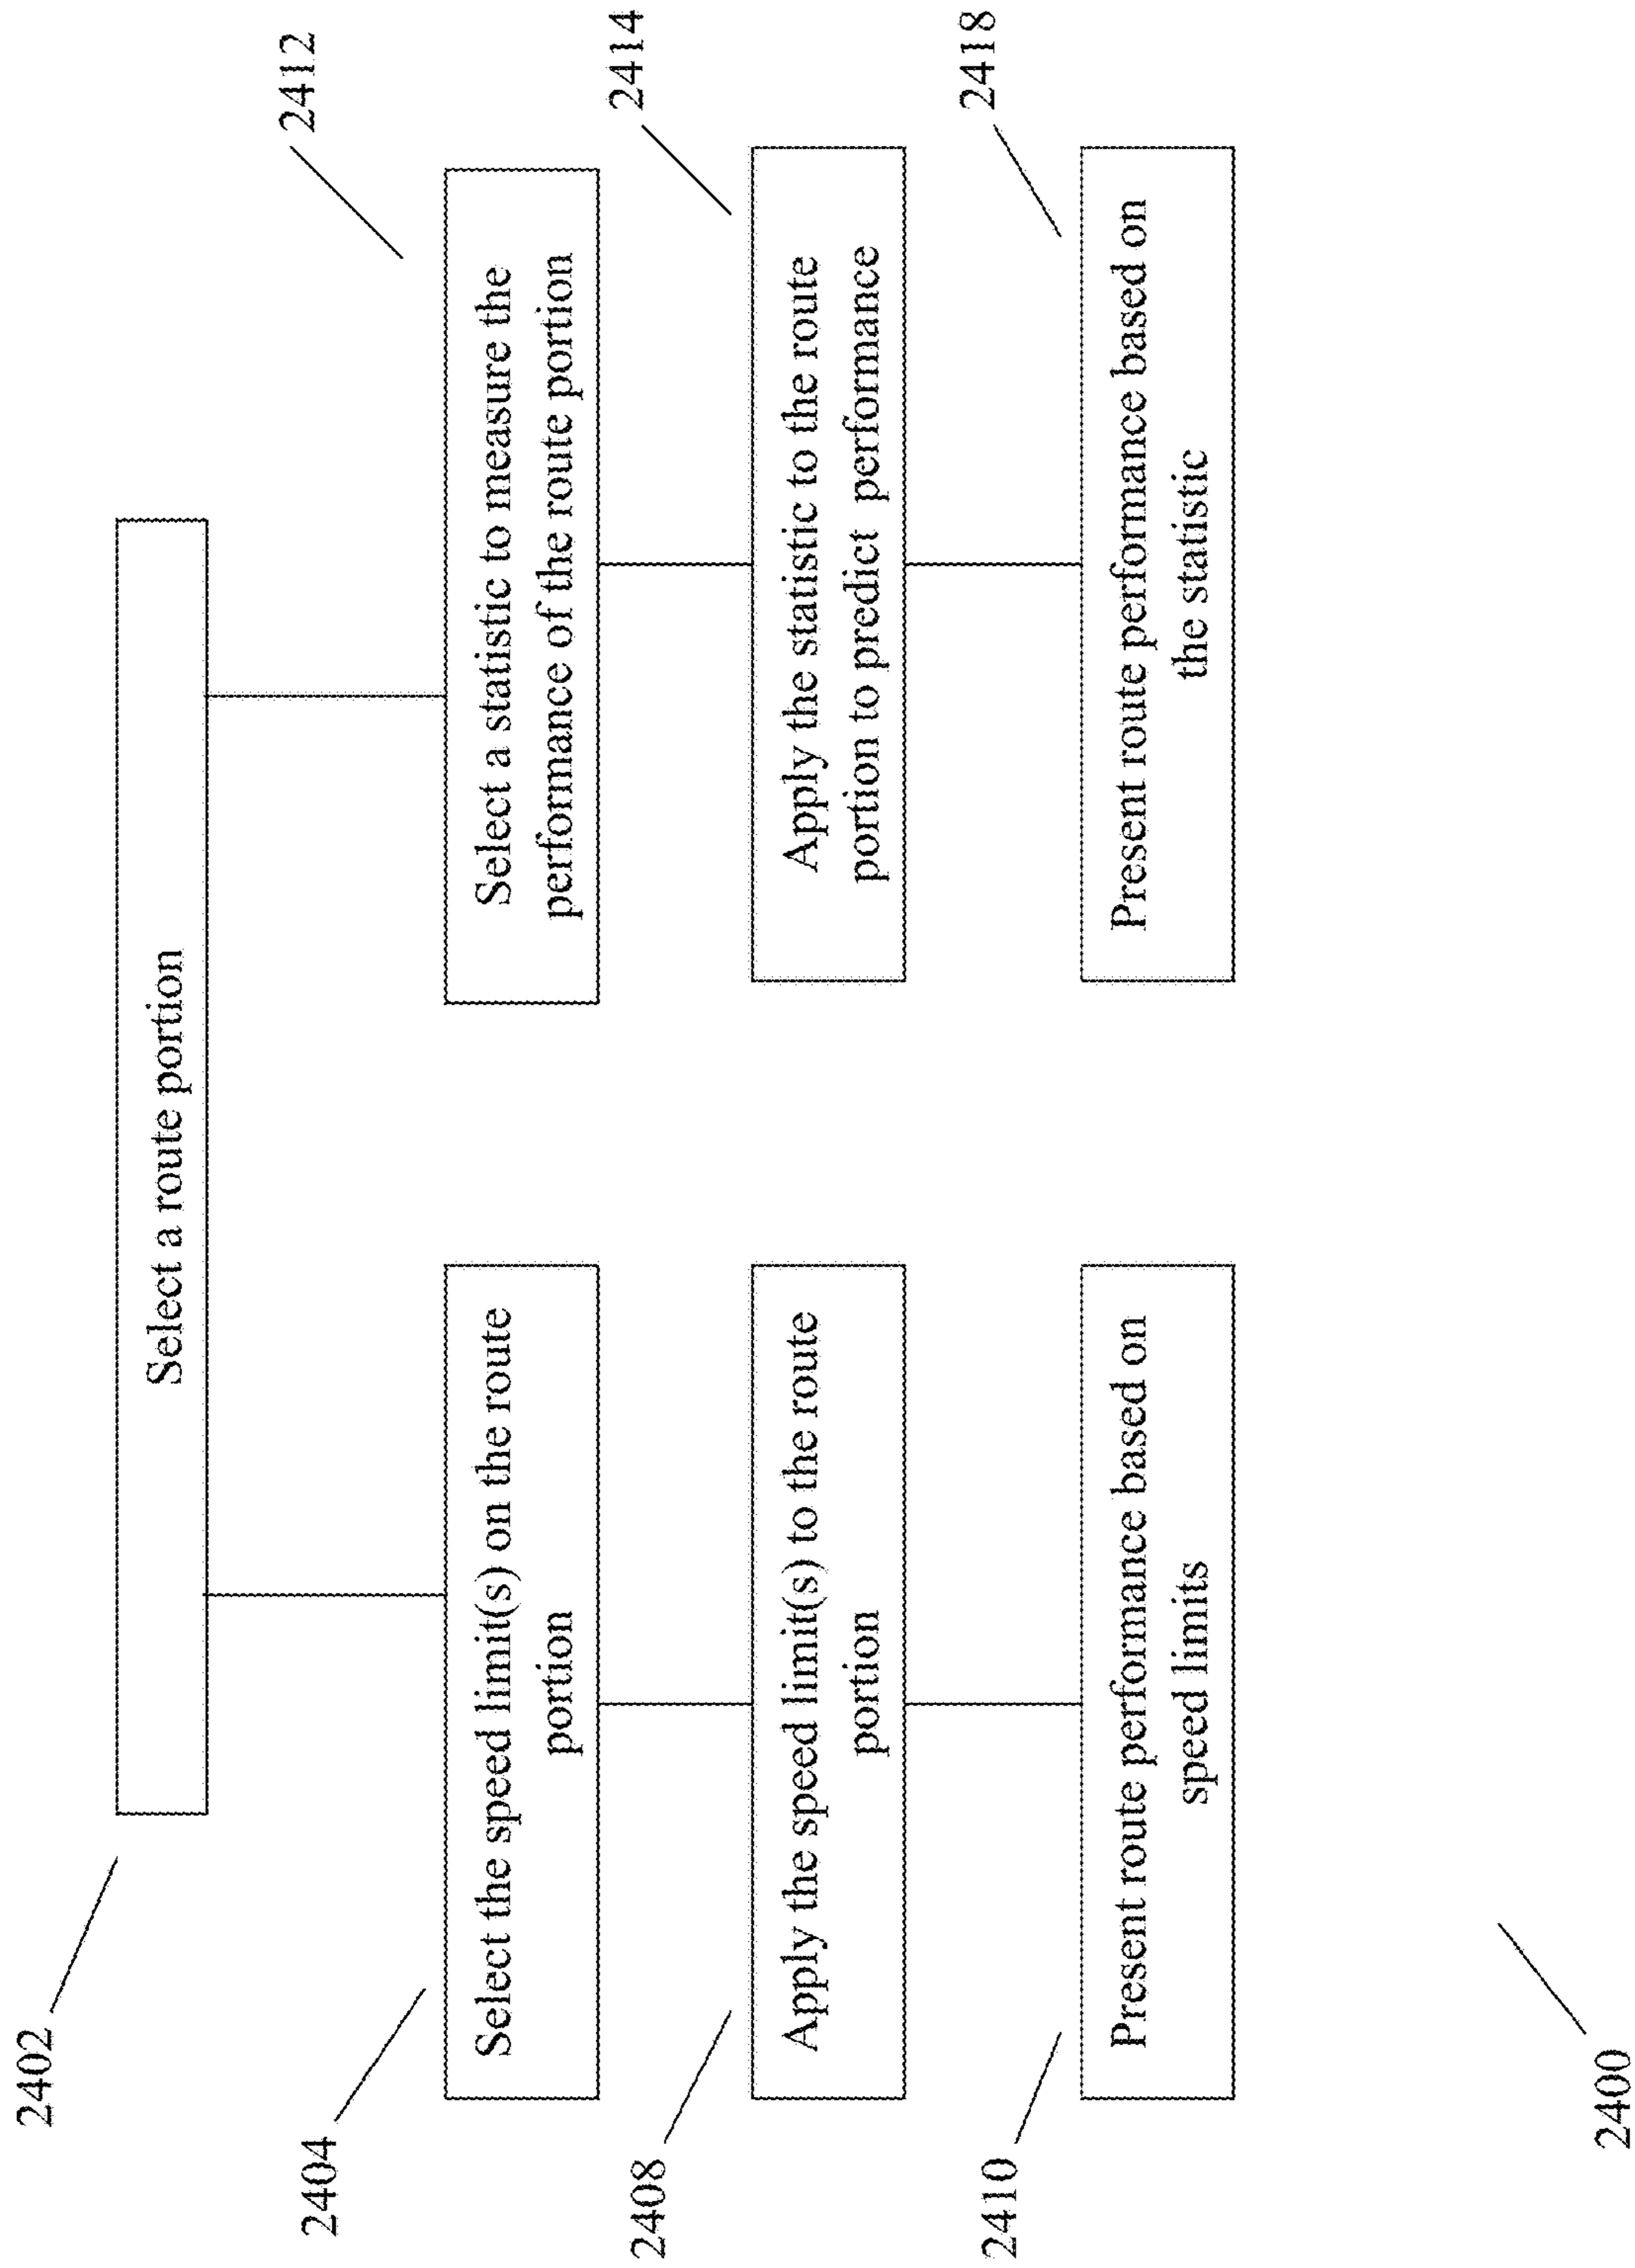 2402
Select a route portion
2404
Select the speed limit(s) on the route
portion
2412
Select a statistic to measure the
performance of the route portion
2408
Apply the speed limit(s) to the route
portion
2414
Apply the statistic to the route
portion to predict performance
2410
Present route performance based on
speed limits
2418
Present route performance based on
the statistic
2400